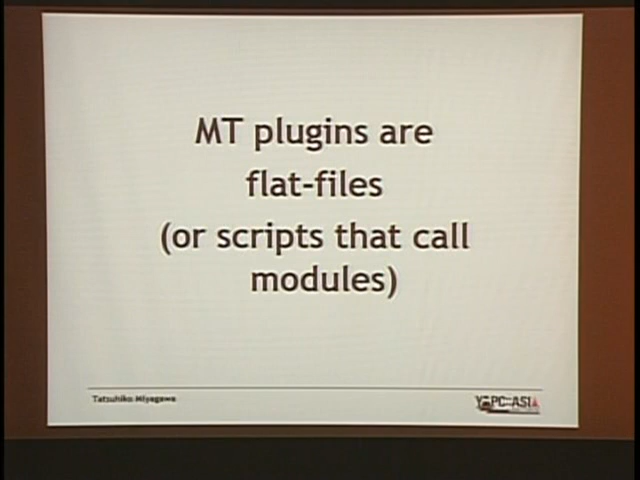 MT plugins are
flat-files
(or scripts that call
modules)
Tatsuhiko Miyagawa
YAPC::ASIA